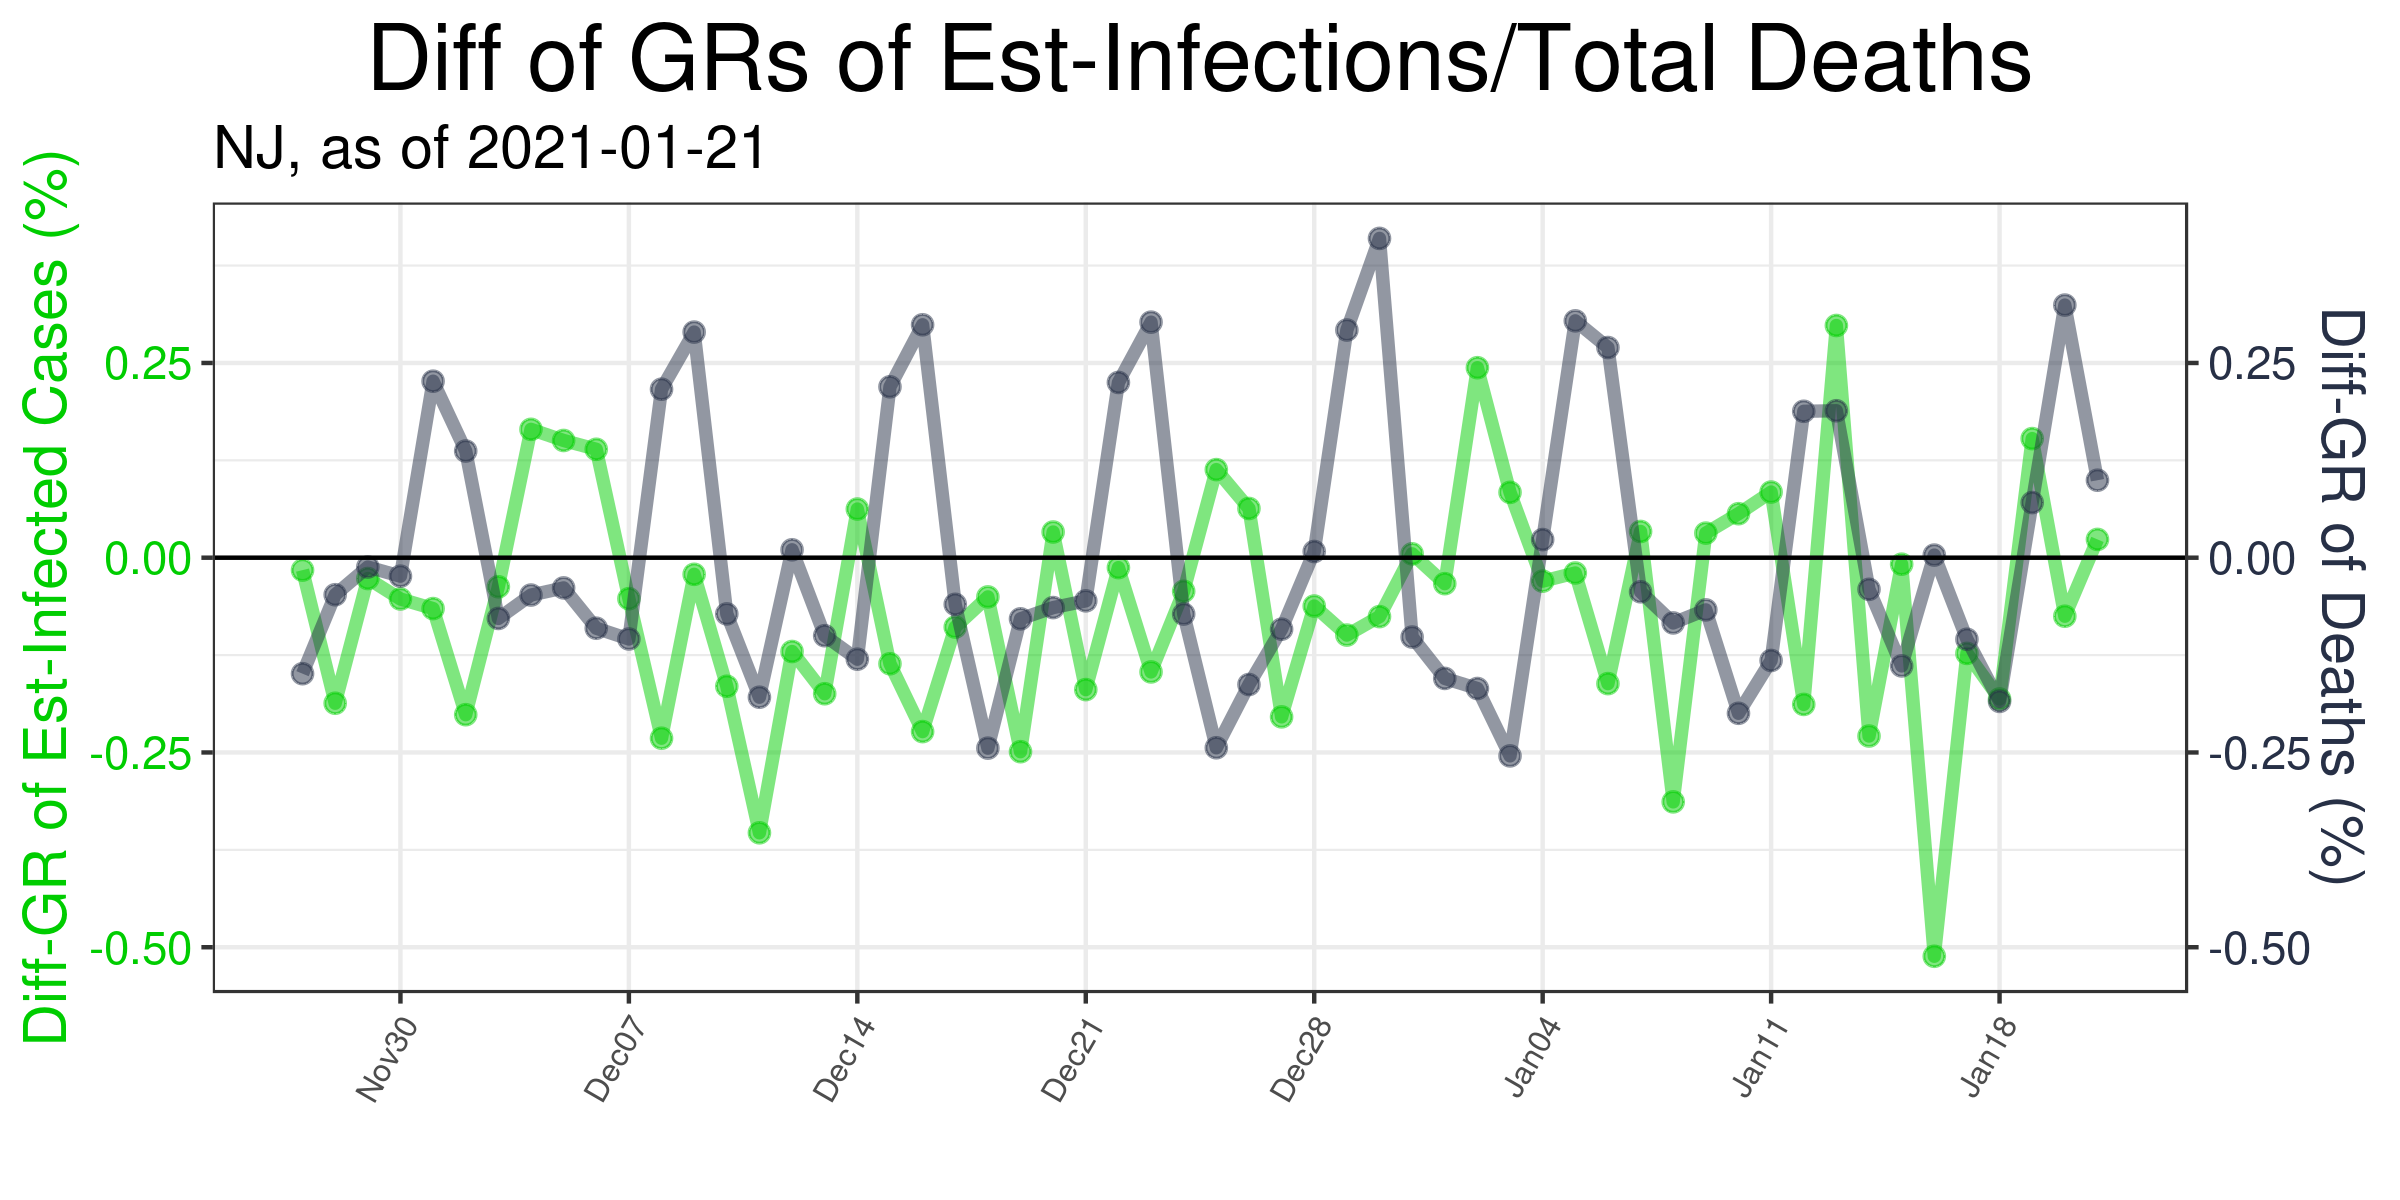 Diff of GRs of Est-Infections/Total Deaths
NJ, as of 2021-01-21
Diff-GR of Est-Infected Cases (%)
0.25
0.00
-0.25
-0.50
0.25
0.00
-0.25
-0.50
Diff-GR of Deaths (%)
Nov30
Dec07
Dec14
Dec21
Dec28
Jan04
Jan11
Jan18